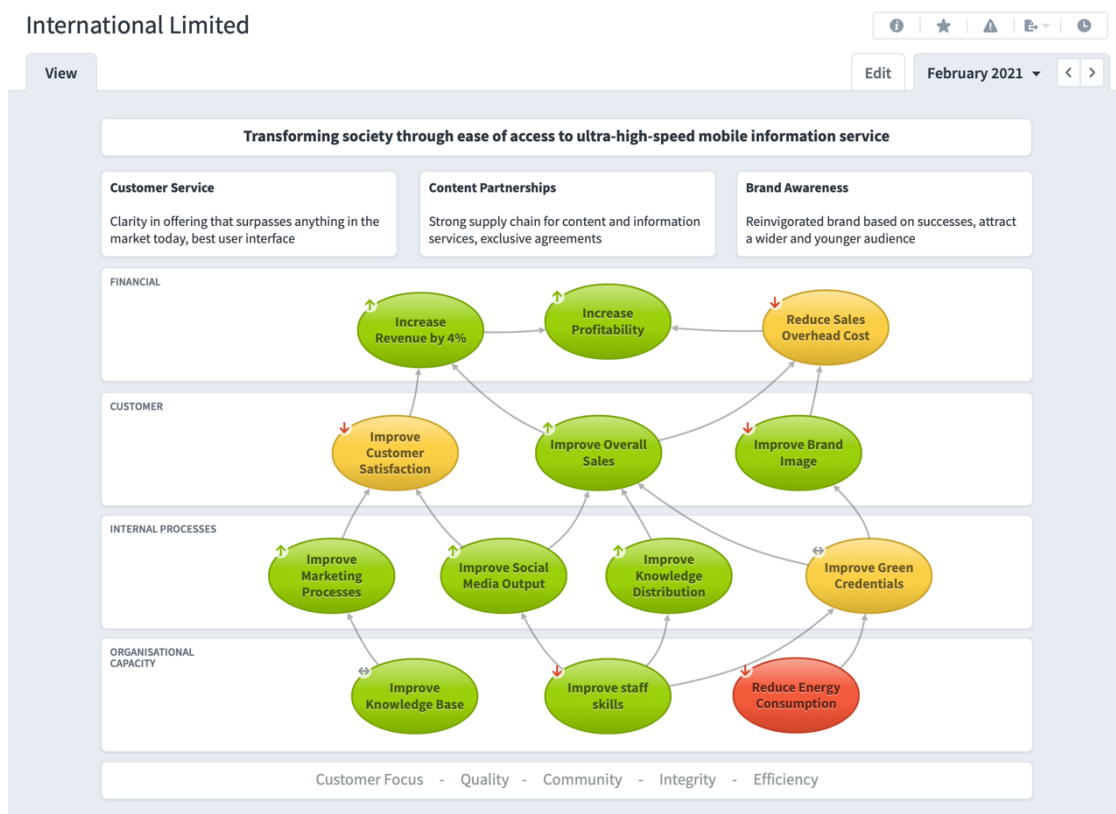 International Limited
View
Edit
February 2021
Transforming society through ease of access to ultra-high-speed mobile information service
Customer Service
Clarity in offering that surpasses anything in the
market today, best user interface
Content Partnerships
Strong supply chain for content and information
services, exclusive agreements
Brand Awareness
Reinvigorated brand based on successes, attract
a wider and younger audience
FINANCIAL
Increase
Revenue by 4%
Increase
Profitability
Reduce Sales
Overhead Cost
CUSTOMER
Improve
Customer
Satisfaction
Improve Overall
Sales
Improve Brand
Image
INTERNAL PROCESSES
Improve
Marketing
Processes
Improve Social
Media Output
Improve
Knowledge
Distribution
Improve Green
Credentials
ORGANISATIONAL
CAPACITY
Improve
Knowledge Base
Improve staff
skills
Reduce Energy
Consumption
Customer Focus - Quality - Community - Integrity - Efficiency